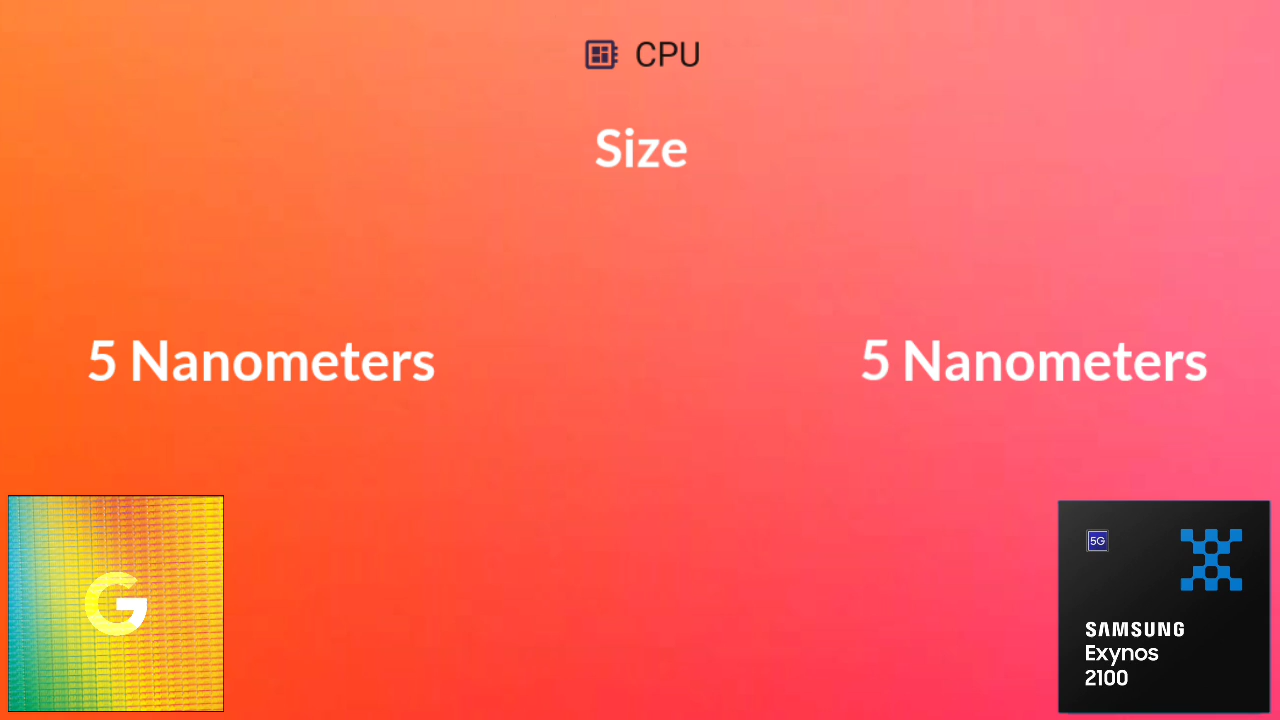 CPU
Size
5 Nanometers
5 Nanometers
G
5G
SAMSUNG
Exynos
2100